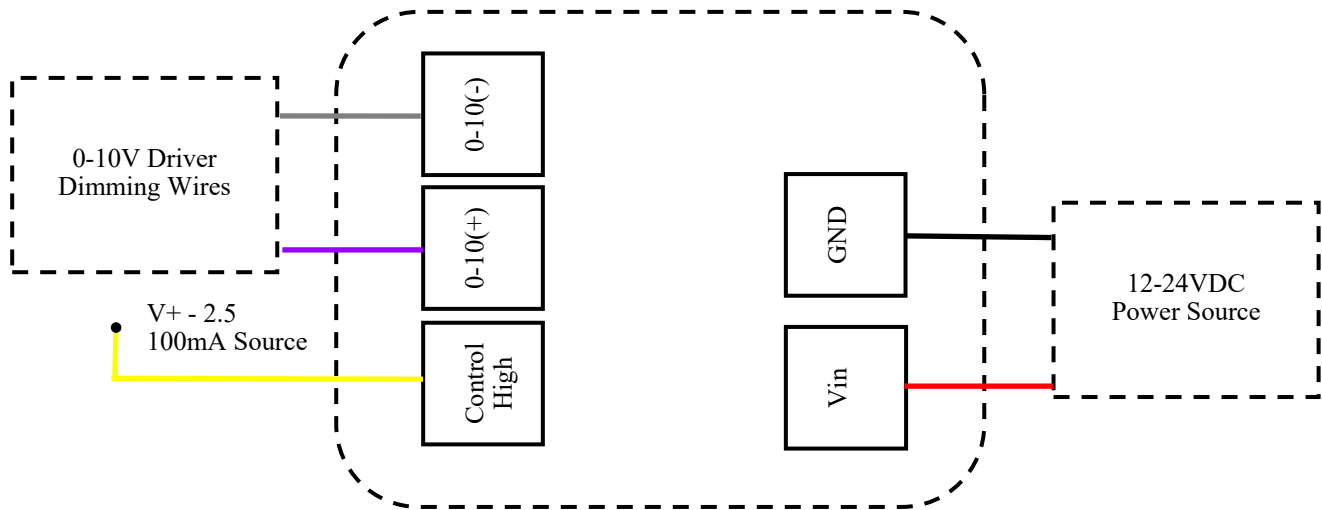 0-10V Driver
Dimming Wires
V+ - 2.5
100mA Source
0-10(-)
0-10(+)
Control
High
GND
Vin
12-24VDC
Power Source